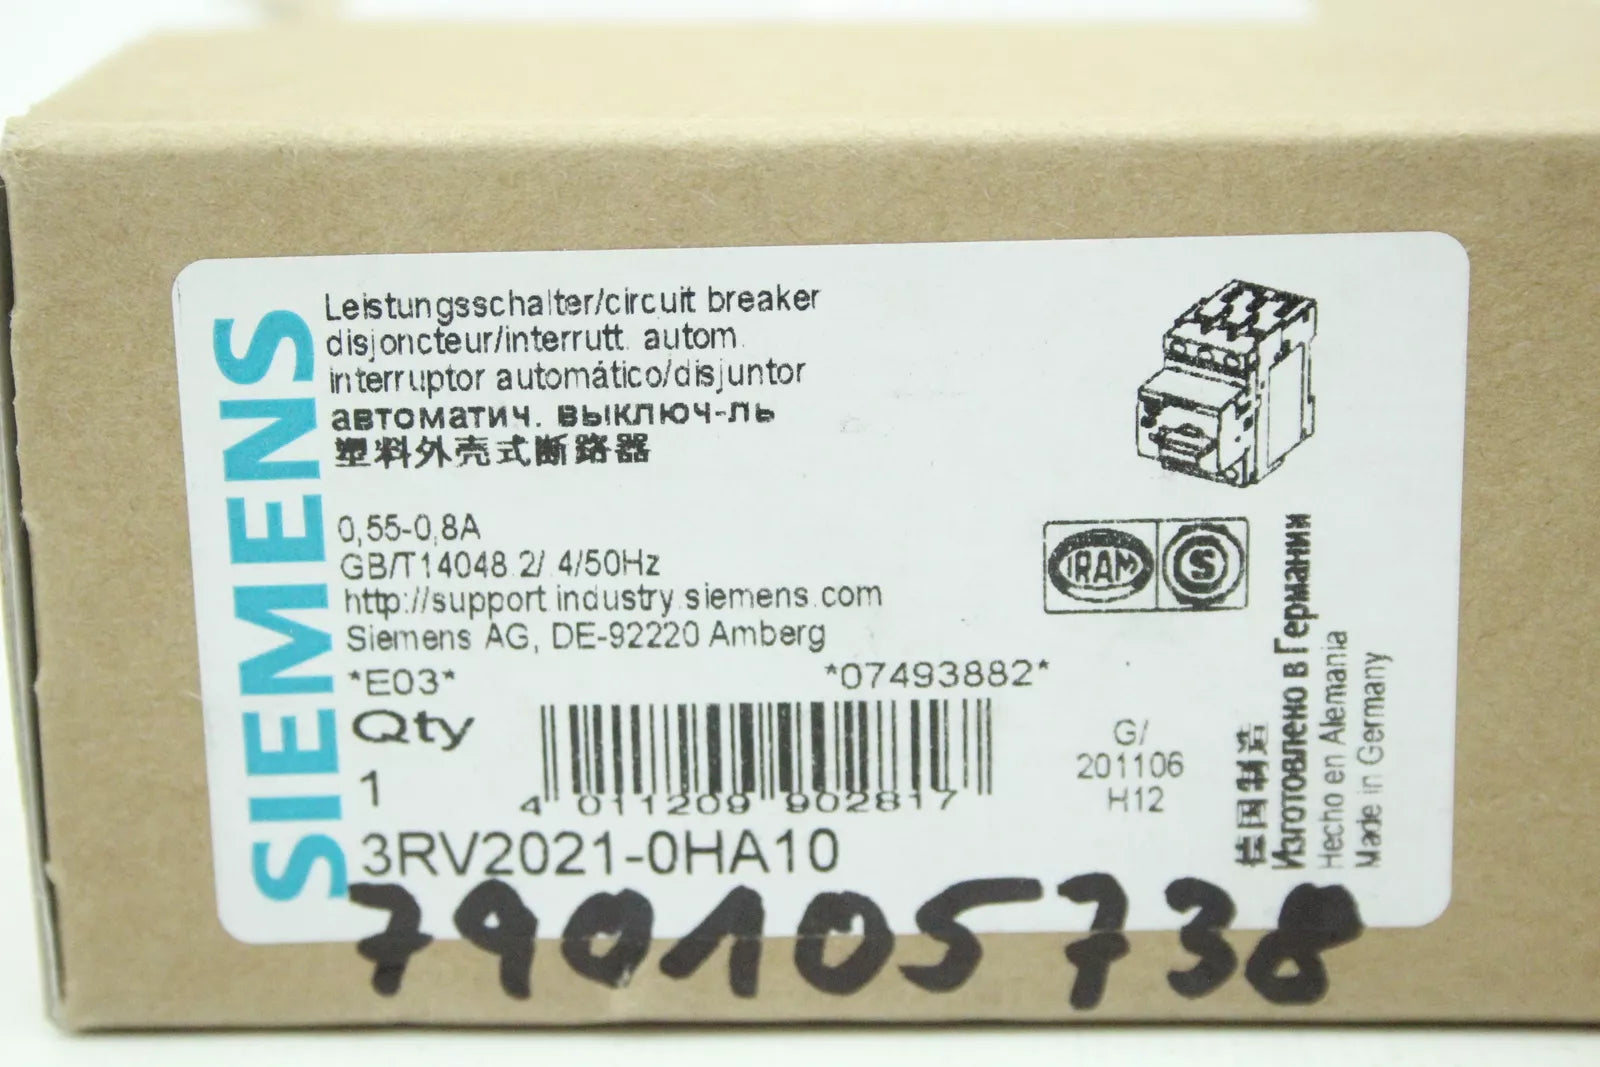 SIEMENS
Leistungsschalter/circuit breaker
disjoncteur/interrutt. autom.
interruptor automático/disjuntor
автоматич. выключ-ль
塑料外壳式断路器
0,55-0,8A
GB/T14048.2/.4/50Hz
http://support.industry.siemens.com
Siemens AG, DE-92220 Amberg
*E03* *07493882*
Qty
1
4 011209 902817
3RV2021-0HA10
IRAM S
G/
201106
H12
德国制造
Изготовлено в Германии
Hecho en Alemania
Made in Germany
790105738